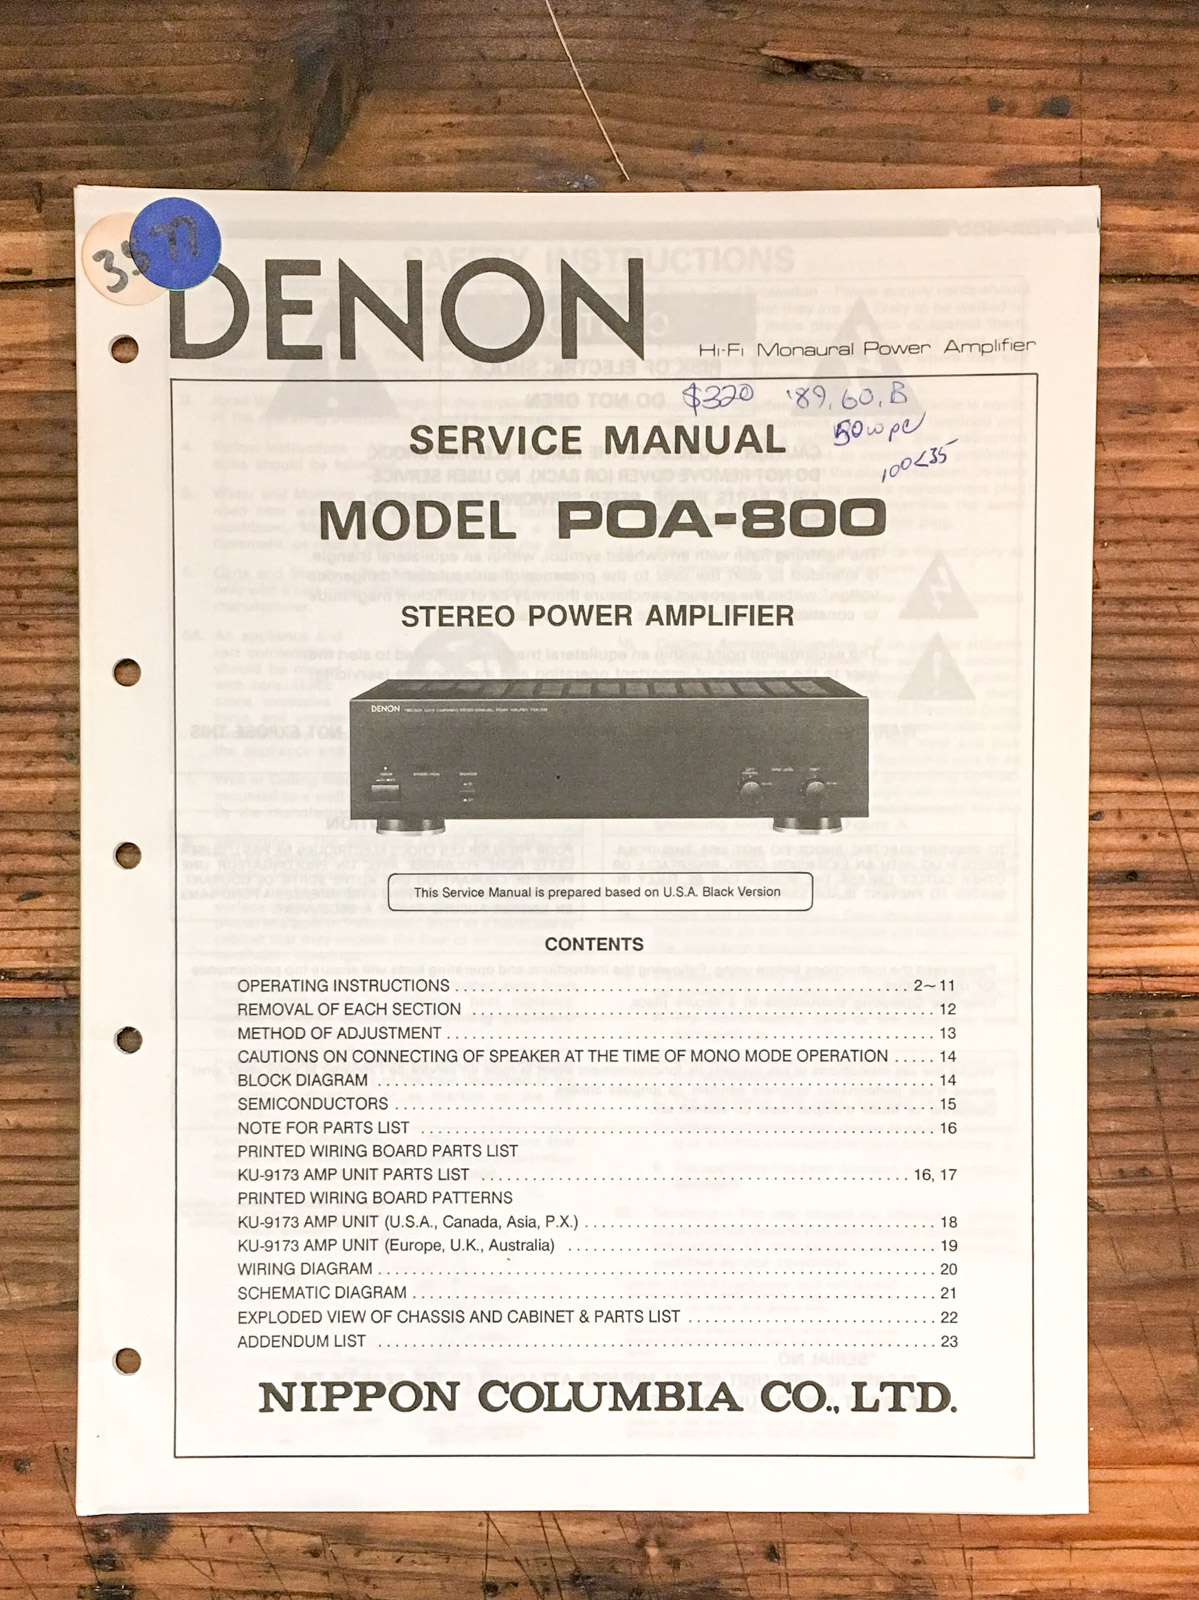 3577
DENON
Hi-Fi Monaural Power Amplifier
$320 '89, 60, B
50wpc
100<35
SERVICE MANUAL
MODEL POA-800
STEREO POWER AMPLIFIER
DENON
This Service Manual is prepared based on U.S.A. Black Version
CONTENTS
OPERATING INSTRUCTIONS ........ 2~11
REMOVAL OF EACH SECTION ........ 12
METHOD OF ADJUSTMENT ........ 13
CAUTIONS ON CONNECTING OF SPEAKER AT THE TIME OF MONO MODE OPERATION ..... 14
BLOCK DIAGRAM ........ 14
SEMICONDUCTORS ........ 15
NOTE FOR PARTS LIST ........ 16
PRINTED WIRING BOARD PARTS LIST
KU-9173 AMP UNIT PARTS LIST ........ 16, 17
PRINTED WIRING BOARD PATTERNS
KU-9173 AMP UNIT (U.S.A., Canada, Asia, P.X.) ........ 18
KU-9173 AMP UNIT (Europe, U.K., Australia) ........ 19
WIRING DIAGRAM ........ 20
SCHEMATIC DIAGRAM ........ 21
EXPLODED VIEW OF CHASSIS AND CABINET & PARTS LIST ........ 22
ADDENDUM LIST ........ 23
NIPPON COLUMBIA CO., LTD.